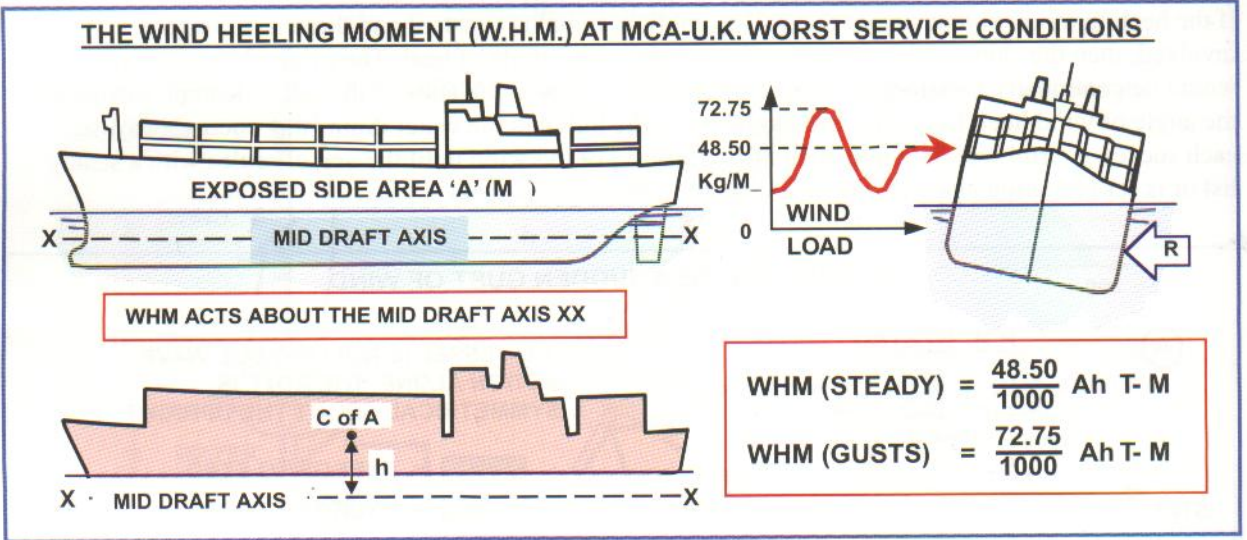 THE WIND HEELING MOMENT (W.H.M.) AT MCA-U.K. WORST SERVICE CONDITIONS
EXPOSED SIDE AREA 'A' (M )
X
MID DRAFT AXIS
X
72.75
48.50
Kg/M
0
WIND
LOAD
R
WHM ACTS ABOUT THE MID DRAFT AXIS XX
C of A
h
X
MID DRAFT AXIS
X
WHM (STEADY) = 48.50/1000 Ah T- M
WHM (GUSTS) = 72.75/1000 Ah T- M